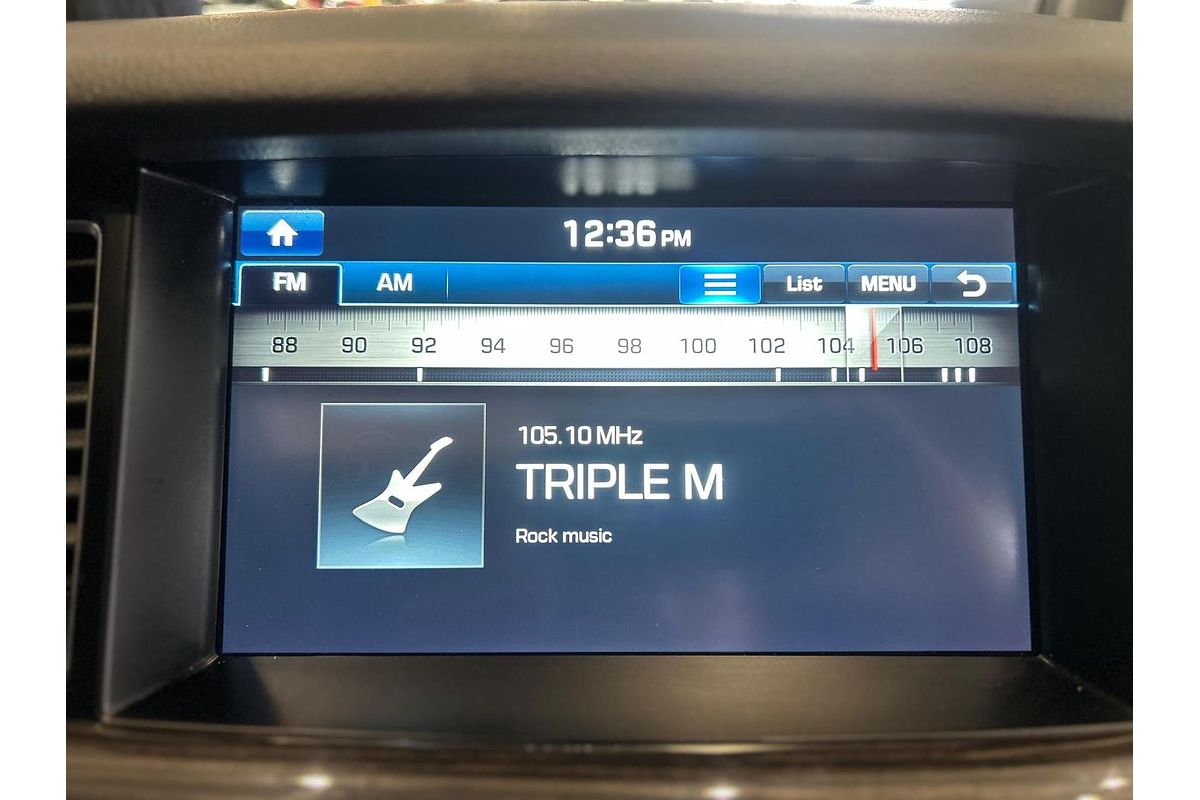 12:36 PM
FM AM List MENU
88 90 92 94 96 98 100 102 104 106 108
105.10 MHz
TRIPLE M
Rock music